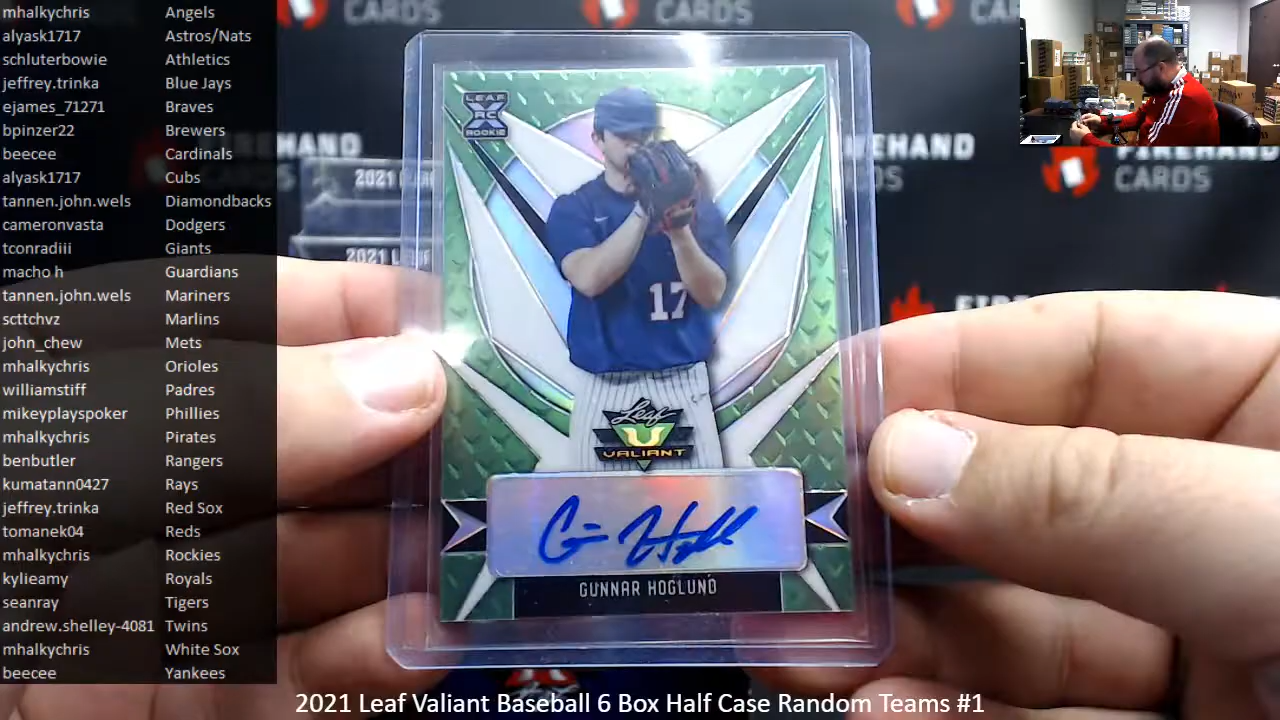 mhalkychris Angels
alyask1717 Astros/Nats
schluterbowie Athletics
jeffrey.trinka Blue Jays
ejames_71271 Braves
bpinzer22 Brewers
beecee Cardinals
alyask1717 Cubs
tannen.john.wels Diamondbacks
cameronvasta Dodgers
tconradiii Giants
macho h Guardians
tannen.john.wels Mariners
scttchvz Marlins
john_chew Mets
mhalkychris Orioles
williamstiff Padres
mikeyplayspoker Phillies
mhalkychris Pirates
benbutler Rangers
kumatann0427 Rays
jeffrey.trinka Red Sox
tomanek04 Reds
mhalkychris Rockies
kylieamy Royals
seanray Tigers
andrew.shelley-4081 Twins
mhalkychris White Sox
beecee Yankees
CARDS
CARDS
HAND
2021
2021
FIREHAND
CARDS
LEAF
X
RC
ROOKIE
17
Leaf
VALIANT
GUNNAR HOGLUND
2021 Leaf Valiant Baseball 6 Box Half Case Random Teams #1